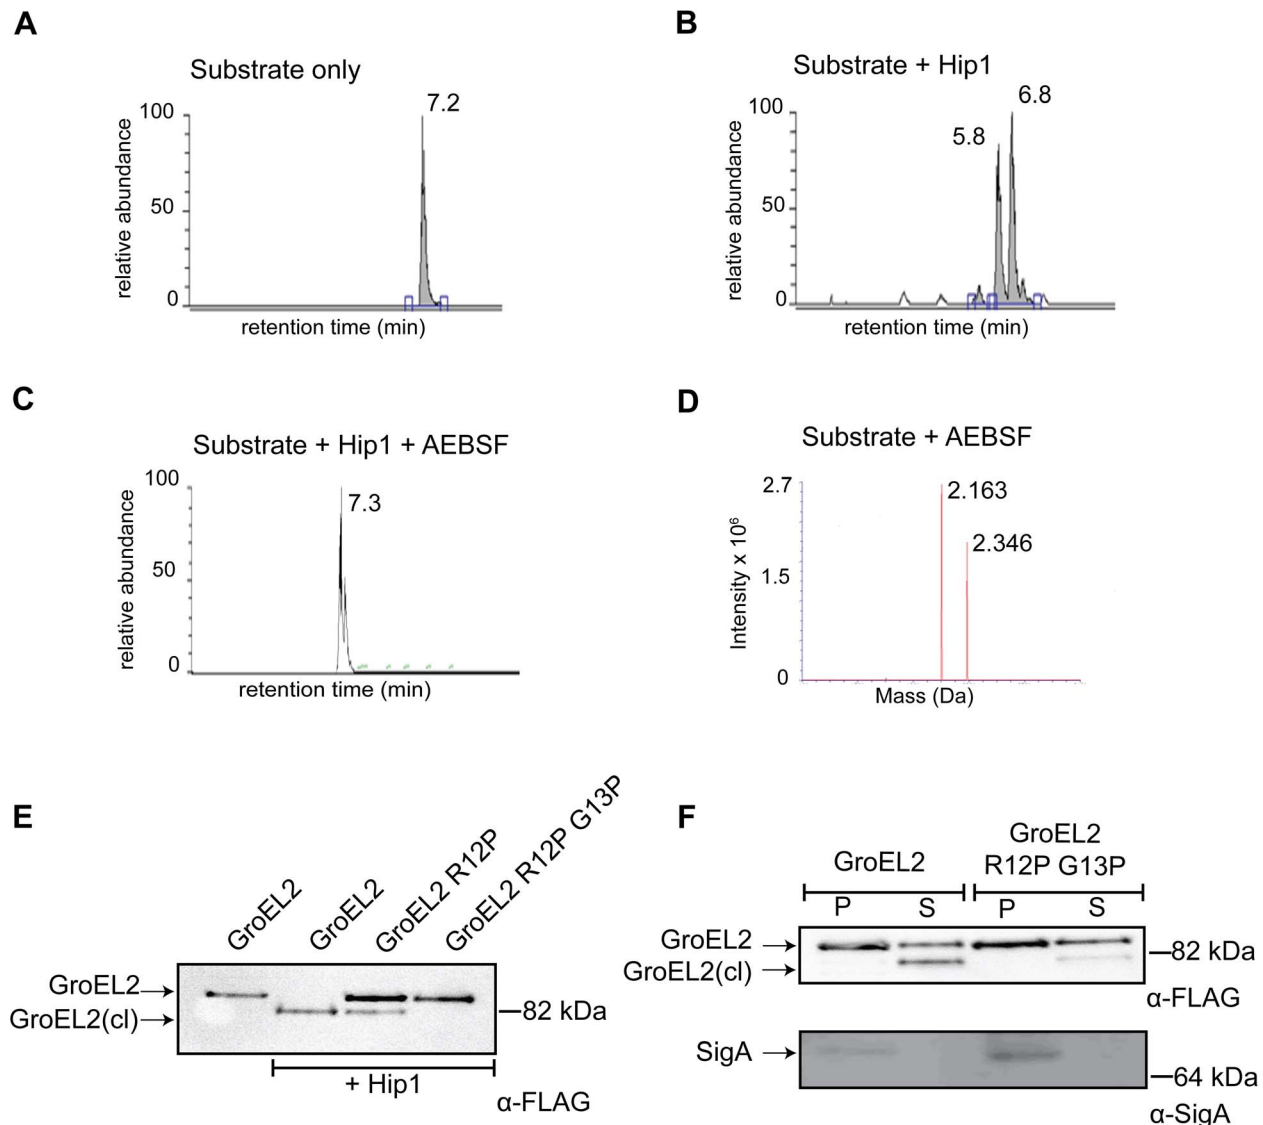 A
Substrate only
7.2
100
50
0
relative abundance
retention time (min)
B
Substrate + Hip1
6.8
5.8
100
50
0
relative abundance
retention time (min)
C
Substrate + Hip1 + AEBSF
7.3
100
50
0
relative abundance
retention time (min)
D
Substrate + AEBSF
2.7
1.5
0
2.163
2.346
Intensity x 10⁶
Mass (Da)
E
GroEL2
GroEL2
GroEL2 R12P
GroEL2 R12P G13P
GroEL2
GroEL2(cl)
82 kDa
+ Hip1
α-FLAG
F
GroEL2
GroEL2
R12P G13P
P S P S
GroEL2
GroEL2(cl)
82 kDa
α-FLAG
SigA
64 kDa
α-SigA